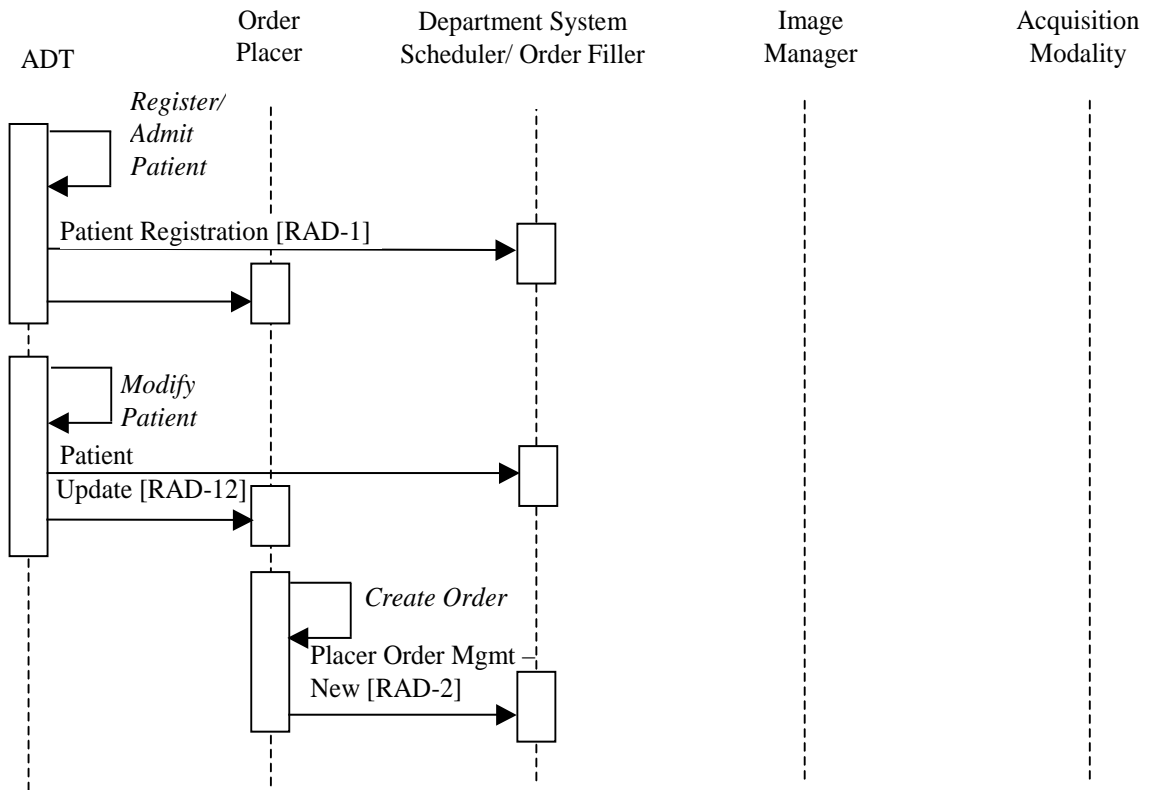 ADT
Order
Placer
Department System
Scheduler/ Order Filler
Image
Manager
Acquisition
Modality
Register/
Admit
Patient
Patient Registration [RAD-1]
Modify
Patient
Patient
Update [RAD-12]
Create Order
Placer Order Mgmt –
New [RAD-2]